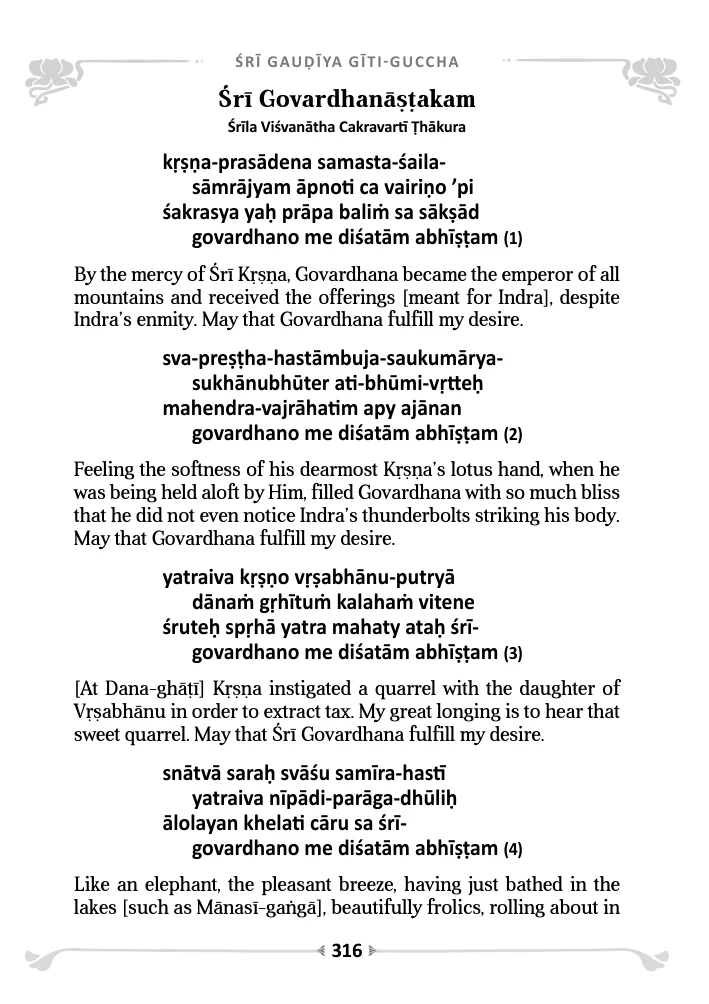 ŚRĪ GAUḌĪYA GĪTI-GUCCHA
Śrī Govardhanāṣṭakam
Śrīla Viśvanātha Cakravartī Ṭhākura
kṛṣṇa-prasādena samasta-śaila-
sāmrājyam āpnoti ca vairiṇo ’pi
śakrasya yaḥ prāpa baliṁ sa sākṣād
govardhano me diśatām abhīṣṭam (1)
By the mercy of Śrī Kṛṣṇa, Govardhana became the emperor of all
mountains and received the offerings [meant for Indra], despite
Indra’s enmity. May that Govardhana fulfill my desire.
sva-preṣṭha-hastāmbuja-saukumārya-
sukhānubhūter ati-bhūmi-vṛtteḥ
mahendra-vajrāhatim apy ajānan
govardhano me diśatām abhīṣṭam (2)
Feeling the softness of his dearmost Kṛṣṇa’s lotus hand, when he
was being held aloft by Him, filled Govardhana with so much bliss
that he did not even notice Indra’s thunderbolts striking his body.
May that Govardhana fulfill my desire.
yatraiva kṛṣṇo vṛṣabhānu-putryā
dānaṁ gṛhītuṁ kalahaṁ vitene
śruteḥ spṛhā yatra mahaty ataḥ śrī-
govardhano me diśatām abhīṣṭam (3)
[At Dana-ghāṭī] Kṛṣṇa instigated a quarrel with the daughter of
Vṛṣabhānu in order to extract tax. My great longing is to hear that
sweet quarrel. May that Śrī Govardhana fulfill my desire.
snātvā saraḥ svāśu samīra-hastī
yatraiva nīpādi-parāga-dhūliḥ
ālolayan khelati cāru sa śrī-
govardhano me diśatām abhīṣṭam (4)
Like an elephant, the pleasant breeze, having just bathed in the
lakes [such as Mānasī-gaṅgā], beautifully frolics, rolling about in
316